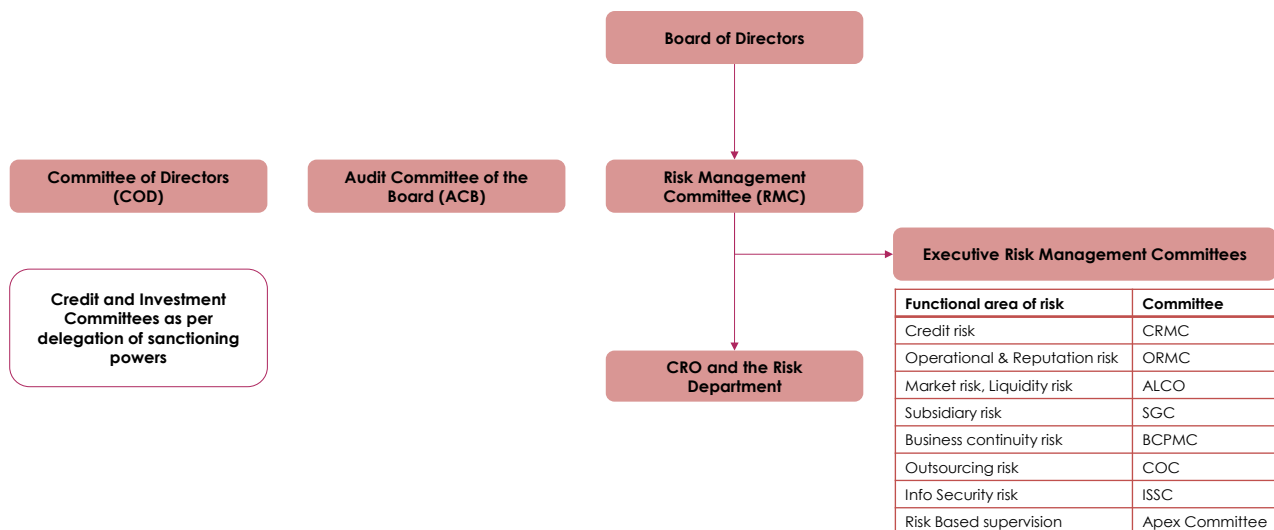 Board of Directors
Committee of Directors
(COD)
Audit Committee of the
Board (ACB)
Risk Management
Committee (RMC)
Executive Risk Management Committees
Credit and Investment
Committees as per
delegation of sanctioning
powers
CRO and the Risk
Department
Functional area of risk Committee
Credit risk CRMC
Operational & Reputation risk ORMC
Market risk, Liquidity risk ALCO
Subsidiary risk SGC
Business continuity risk BCPMC
Outsourcing risk COC
Info Security risk ISSC
Risk Based supervision Apex Committee